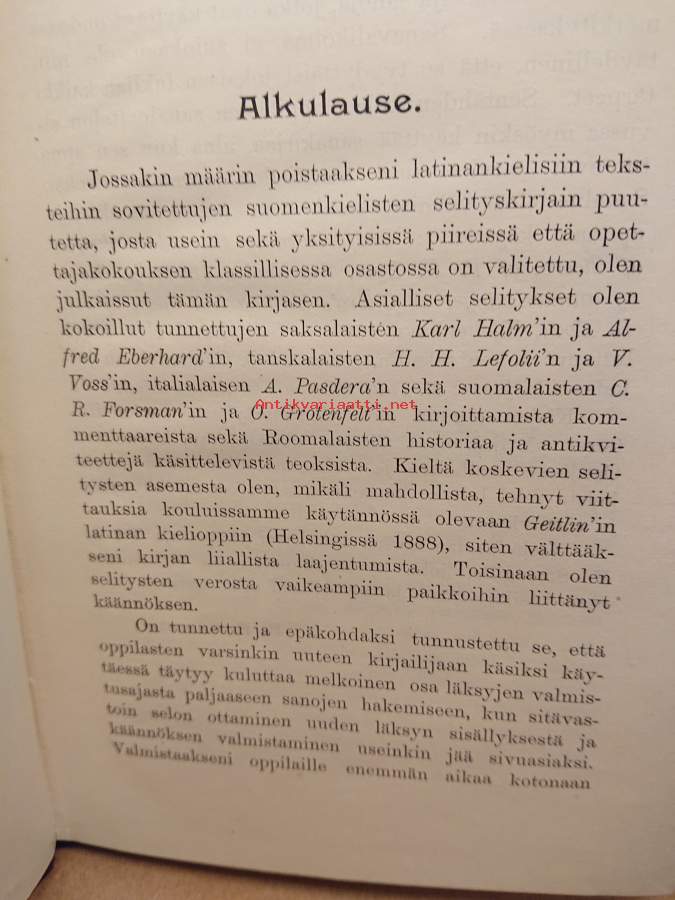 Alkulause.
Jossakin määrin poistaakseni latinankielisiin teks-
teihin sovitettujen suomenkielisten selityskirjain puu-
tetta, josta usein sekä yksityisissä piireissä että opet-
tajakokouksen klassillisessa osastossa on valitettu, olen
julkaissut tämän kirjasen. Asialliset selitykset olen
kokoillut tunnettujen saksalaisten Karl Halm'in ja Al-
fred Eberhard'in, tanskalaisten H. H. Lefolii'n ja V.
Voss'in, italialaisen A. Pasdera'n sekä suomalaisten C.
R. Forsman'in ja O. Grotenfelt'in kirjoittamista kom-
Antikvariaatti.net
menttaareista sekä Roomalaisten historiaa ja antikvi-
teettejä käsittelevistä teoksista. Kieltä koskevien seli-
tysten asemesta olen, mikäli mahdollista, tehnyt viit-
tauksia kouluissamme käytännössä olevaan Geitlin'in
latinan kielioppiin (Helsingissä 1888), siten välttääk-
seni kirjan liiallista laajentumista. Toisinaan olen
selitysten verosta vaikeampiin paikkoihin liittänyt
käännöksen.
On tunnettu ja epäkohdaksi tunnustettu se, että
oppilasten varsinkin uuteen kirjailijaan käsiksi käy-
täessä täytyy kuluttaa melkoinen osa läksyjen valmis-
tusajasta paljaaseen sanojen hakemiseen, kun sitävas-
toin selon ottaminen uuden läksyn sisällyksestä ja
käännöksen valmistaminen useinkin jää sivuasiaksi.
Valmistaakseni oppilaille enemmän aikaa kotonaan